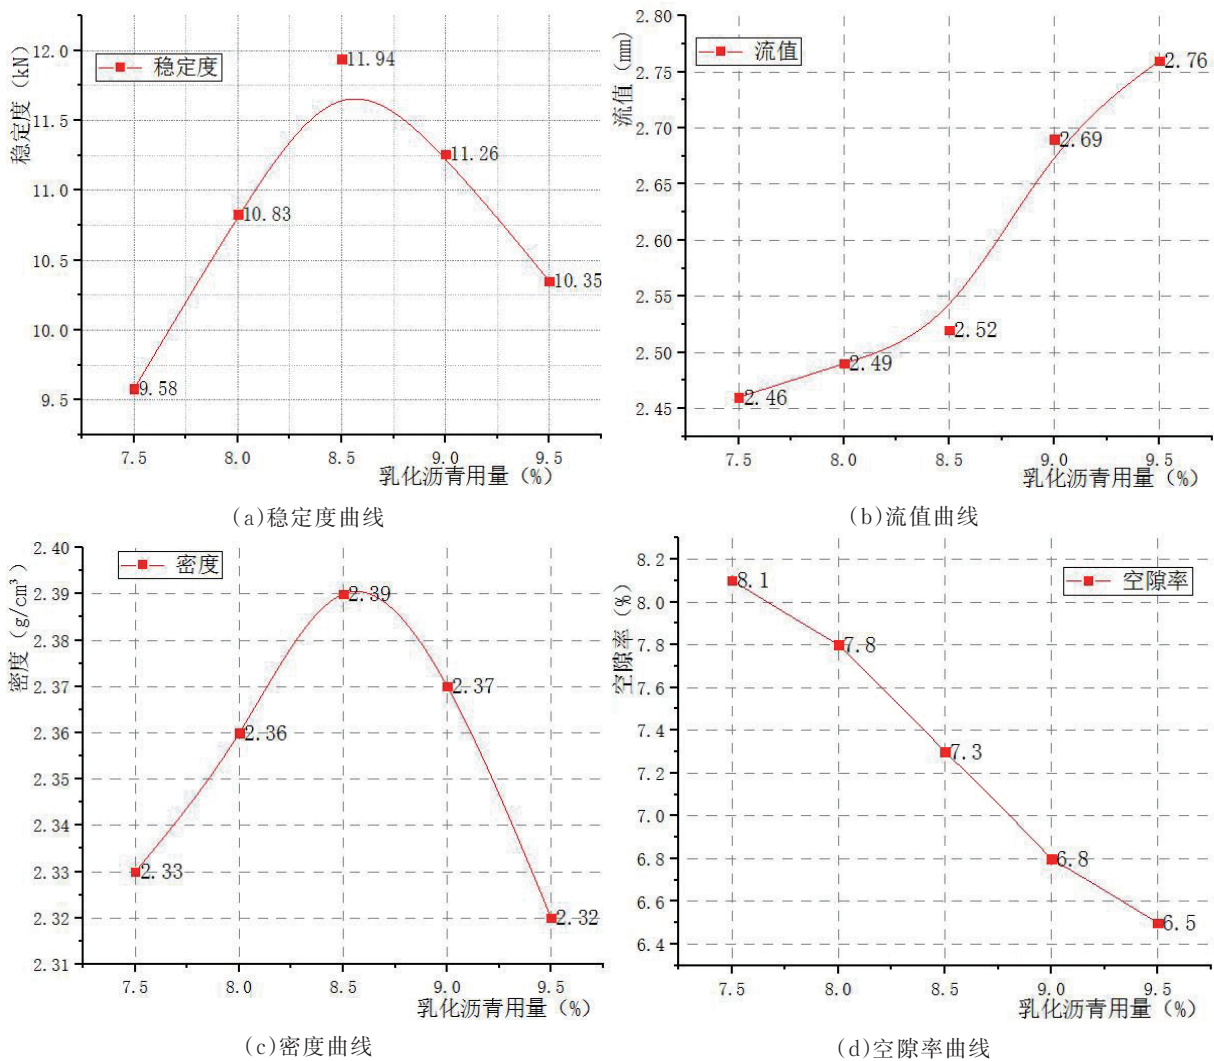 稳定度（kN）
12.0
11.5
11.0
10.5
10.0
9.5
稳定度
11.94
11.26
10.83
10.35
9.58
7.5 8.0 8.5 9.0 9.5
乳化沥青用量（%）
(a)稳定度曲线
流值（mm）
2.80
2.75
2.70
2.65
2.60
2.55
2.50
2.45
流值
2.76
2.69
2.52
2.49
2.46
7.5 8.0 8.5 9.0 9.5
乳化沥青用量（%）
(b)流值曲线
密度（g/cm³）
2.40
2.39
2.38
2.37
2.36
2.35
2.34
2.33
2.32
2.31
密度
2.39
2.37
2.36
2.33
2.32
7.5 8.0 8.5 9.0 9.5
乳化沥青用量（%）
(c)密度曲线
空隙率（%）
8.2
8.0
7.8
7.6
7.4
7.2
7.0
6.8
6.6
6.4
空隙率
8.1
7.8
7.3
6.8
6.5
7.5 8.0 8.5 9.0 9.5
乳化沥青用量（%）
(d)空隙率曲线